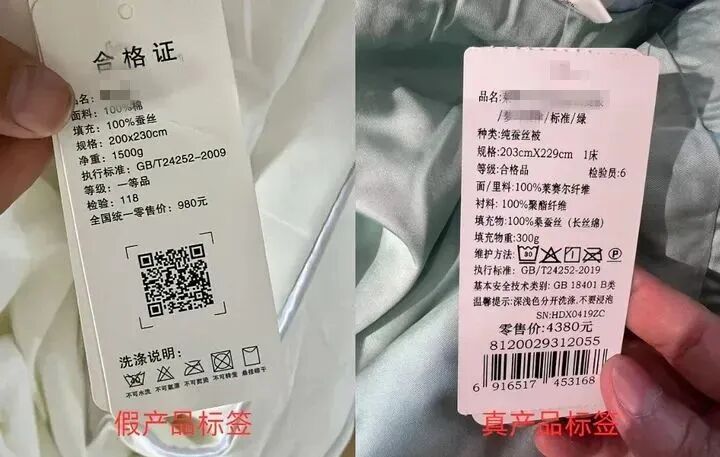 合格证
品名：
面料：100%棉
填充：100%蚕丝
规格：200x230cm
净重：1500g
执行标准：GB/T24252-2009
等级：一等品
检验：118
全国统一零售价：980元
洗涤说明：
不可水洗 不可氯漂 不可熨烫 不可转笼 悬挂晾干
假产品标签
品名:
/标准/绿
种类:纯蚕丝被
规格:203cmX229cm 1床
等级:合格品 检验员:6
面/里料:100%莱赛尔纤维
衬料:100%聚酯纤维
填充物:100%桑蚕丝（长丝绵）
填充物重:300g
维护方法:
执行标准: GB/T24252-2019
基本安全技术类别: GB 18401 B类
温馨提示:深浅色分开洗涤.不要浸泡
SN:HDX0419ZC
零售价:4380元
8120029312055
6 916517 453168
真产品标签